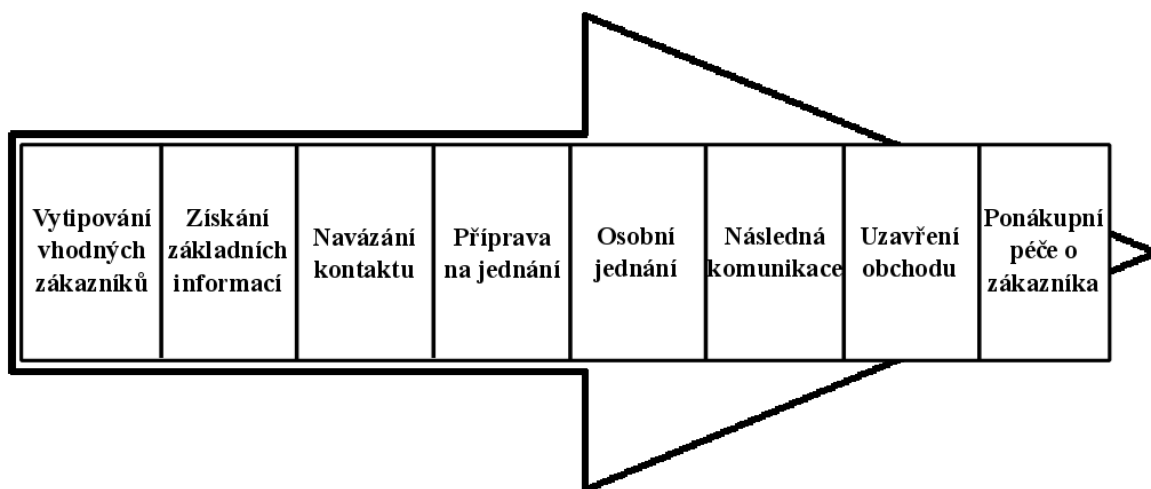 Vytipování
vhodných
zákazníků
Získání
základních
informací
Navázání
kontaktu
Příprava
na jednání
Osobní
jednání
Následná
komunikace
Uzavření
obchodu
Ponákupní
péče o
zákazníka